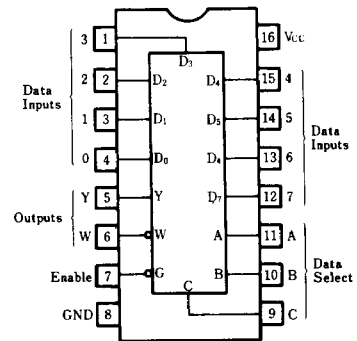 3 1 16 Vcc
D3
2 2 D2 D4 15 4
Data Inputs
1 3 D1 D5 14 5
Data Inputs
0 4 D0 D4 13 6
Y 5 Y D7 12 7
Outputs
W 6 W A 11 A
Enable 7 G B 10 B
Data Select
C
GND 8 9 C